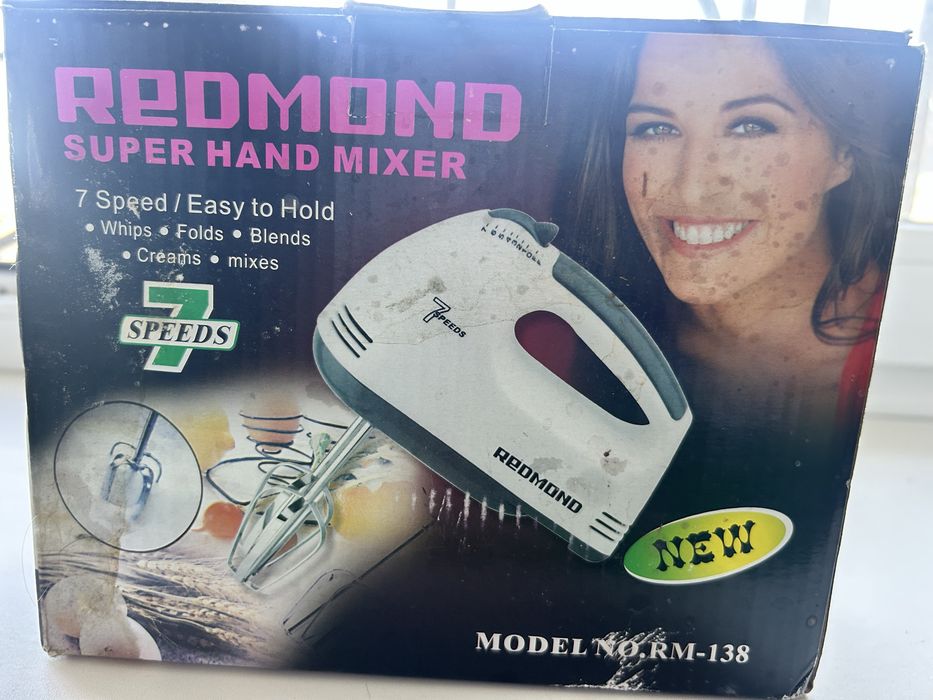 REDMOND
SUPER HAND MIXER
7 Speed / Easy to Hold
• Whips • Folds • Blends
• Creams • mixes
7
SPEEDS
7
SPEEDS
REDMOND
NEW
MODEL NO.RM-138